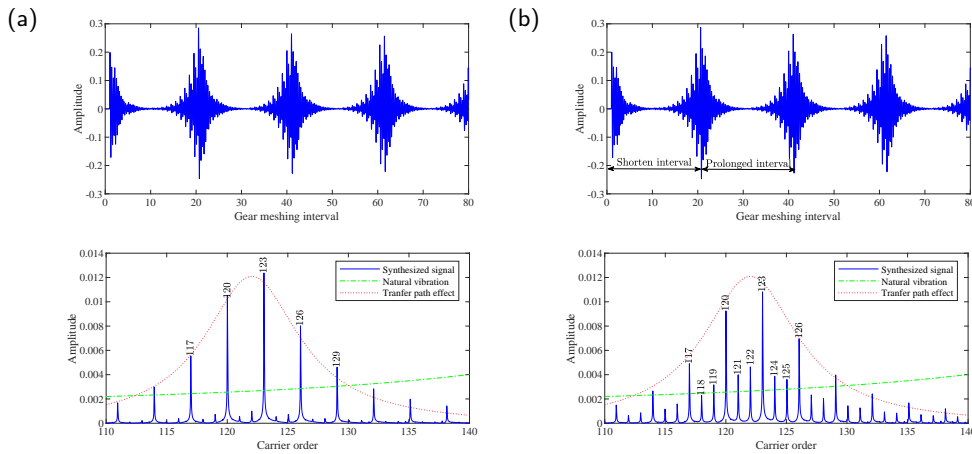 (a)
0.3
0.2
0.1
0
-0.1
-0.2
-0.3
Amplitude
0 10 20 30 40 50 60 70 80
Gear meshing interval
(b)
0.3
0.2
0.1
0
-0.1
-0.2
-0.3
Amplitude
Shorten interval
Prolonged interval
0 10 20 30 40 50 60 70 80
Gear meshing interval
0.014
0.012
0.01
0.008
0.006
0.004
0.002
0
Amplitude
117
120
123
126
129
Synthesized signal
Natural vibration
Tranfer path effect
110 115 120 125 130 135 140
Carrier order
0.014
0.012
0.01
0.008
0.006
0.004
0.002
0
Amplitude
117
118
119
120
121
122
123
124
125
126
Synthesized signal
Natural vibration
Tranfer path effect
110 115 120 125 130 135 140
Carrier order